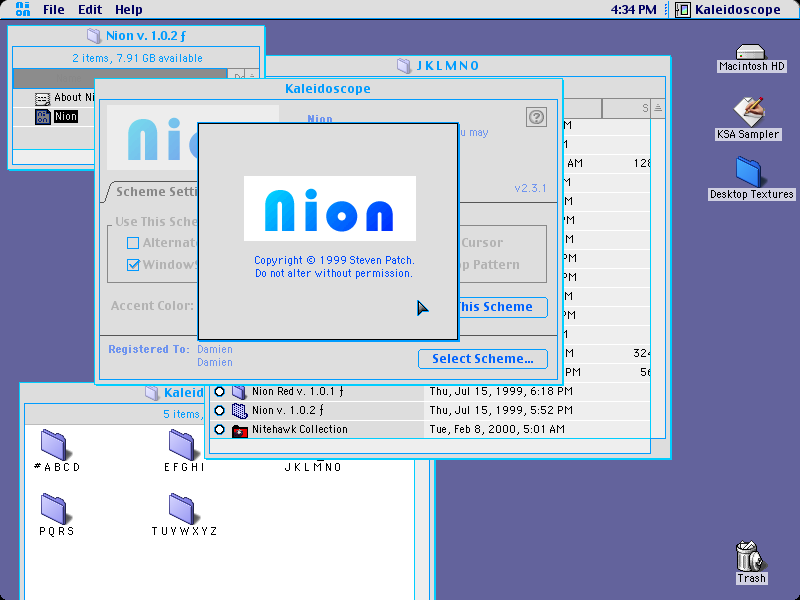 File Edit Help
4:34 PM
Kaleidoscope
Nion v. 1.0.2 ƒ
2 items, 7.91 GB available
About Ni
Nion
JKLMNO
S
M
AM 128
M
M
PM
M
PM
M
PM
M
PM
M
M 324
PM 56
Nion Red v. 1.0.1 ƒ Thu, Jul 15, 1999, 6:18 PM
Nion v. 1.0.2 ƒ Thu, Jul 15, 1999, 5:52 PM
Nitehawk Collection Tue, Feb 8, 2000, 5:01 AM
Kaleidoscope
Nio
Nion
u may
?
v2.3.1
Scheme Setti
Use This Sche
Alternat
Windows
Cursor
op Pattern
Accent Color:
his Scheme
Registered To: Damien
Damien
Select Scheme...
Nion
Copyright © 1999 Steven Patch.
Do not alter without permission.
Kaleid
5 items,
#ABCD
EFGHI
JKLMNO
PQRS
TUVWXYZ
Macintosh HD
KSA Sampler
Desktop Textures
Trash